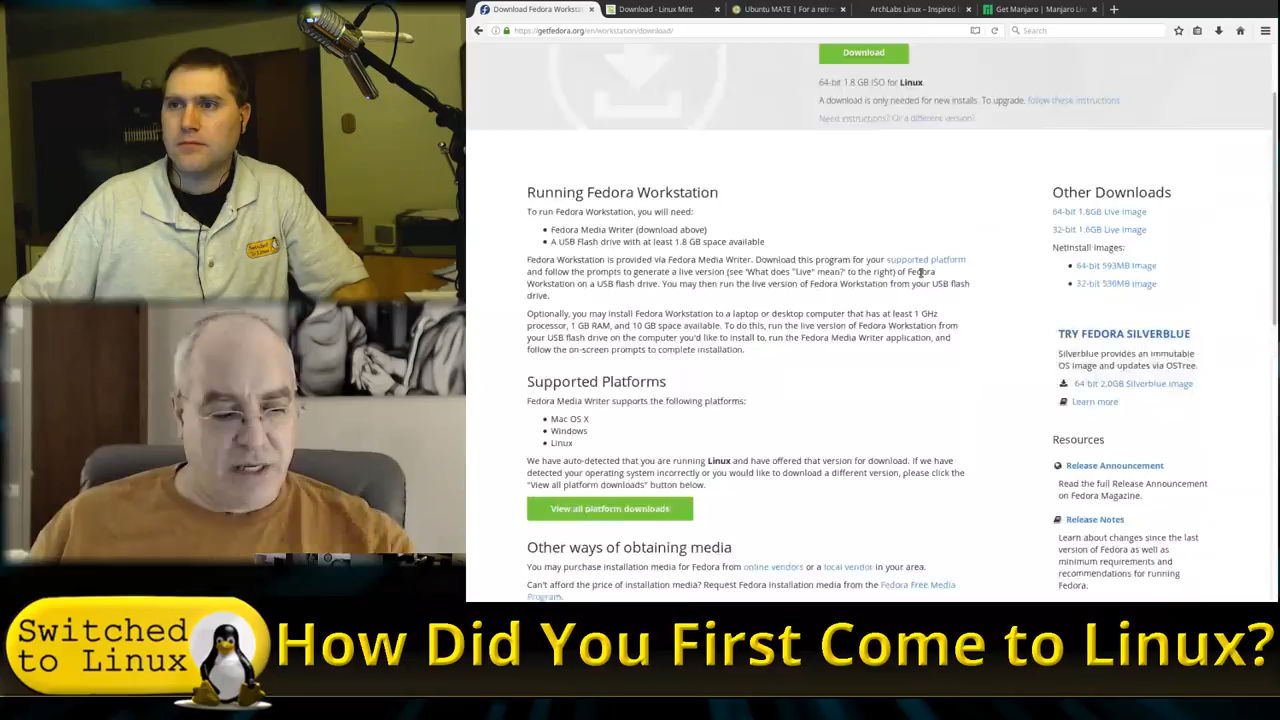 Download Fedora Workstat
Download - Linux Mint
Ubuntu MATE | For a retro
ArchLabs Linux – Inspired
Get Manjaro | Manjaro Lin
https://getfedora.org/en/workstation/download/
Search
Download
64-bit 1.8 GB ISO for Linux
A download is only needed for new installs. To upgrade, follow these instructions
Need instructions? Or a different version?
Running Fedora Workstation
To run Fedora Workstation, you will need:
Fedora Media Writer (download above)
A USB Flash drive with at least 1.8 GB space available
Fedora Workstation is provided via Fedora Media Writer. Download this program for your supported platform
and follow the prompts to generate a live version (see 'What does "Live" mean?' to the right) of Fedora
Workstation on a USB flash drive. You may then run the live version of Fedora Workstation from your USB flash
drive.
Optionally, you may install Fedora Workstation to a laptop or desktop computer that has at least 1 GHz
processor, 1 GB RAM, and 10 GB space available. To do this, run the live version of Fedora Workstation from
your USB flash drive on the computer you'd like to install to, run the Fedora Media Writer application, and
follow the on-screen prompts to complete installation.
Supported Platforms
Fedora Media Writer supports the following platforms:
Mac OS X
Windows
Linux
We have auto-detected that you are running Linux and have offered that version for download. If we have
detected your operating system incorrectly or you would like to download a different version, please click the
"View all platform downloads" button below.
View all platform downloads
Other ways of obtaining media
You may purchase installation media for Fedora from online vendors or a local vendor in your area.
Can't afford the price of installation media? Request Fedora installation media from the Fedora Free Media
Program.
Other Downloads
64-bit 1.8GB Live image
32-bit 1.6GB Live image
Netinstall Images:
64-bit 593MB image
32-bit 536MB image
TRY FEDORA SILVERBLUE
Silverblue provides an immutable
OS image and updates via OSTree.
64 bit 2.0GB Silverblue image
Learn more
Resources
Release Announcement
Read the full Release Announcement
on Fedora Magazine.
Release Notes
Learn about changes since the last
version of Fedora as well as
minimum requirements and
recommendations for running
Fedora.
Switched
to Linux
How Did You First Come to Linux?